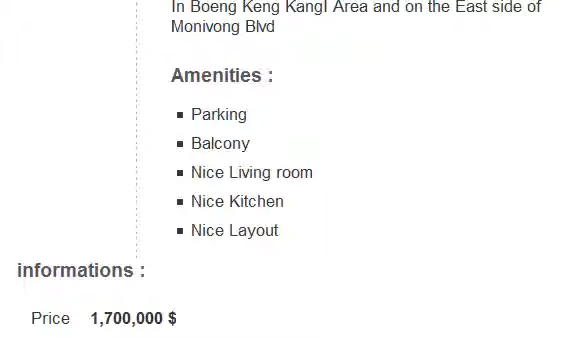 In Boeng Keng KangI Area and on the East side of
Monivong Blvd
Amenities :
Parking
Balcony
Nice Living room
Nice Kitchen
Nice Layout
informations :
Price 1,700,000 $